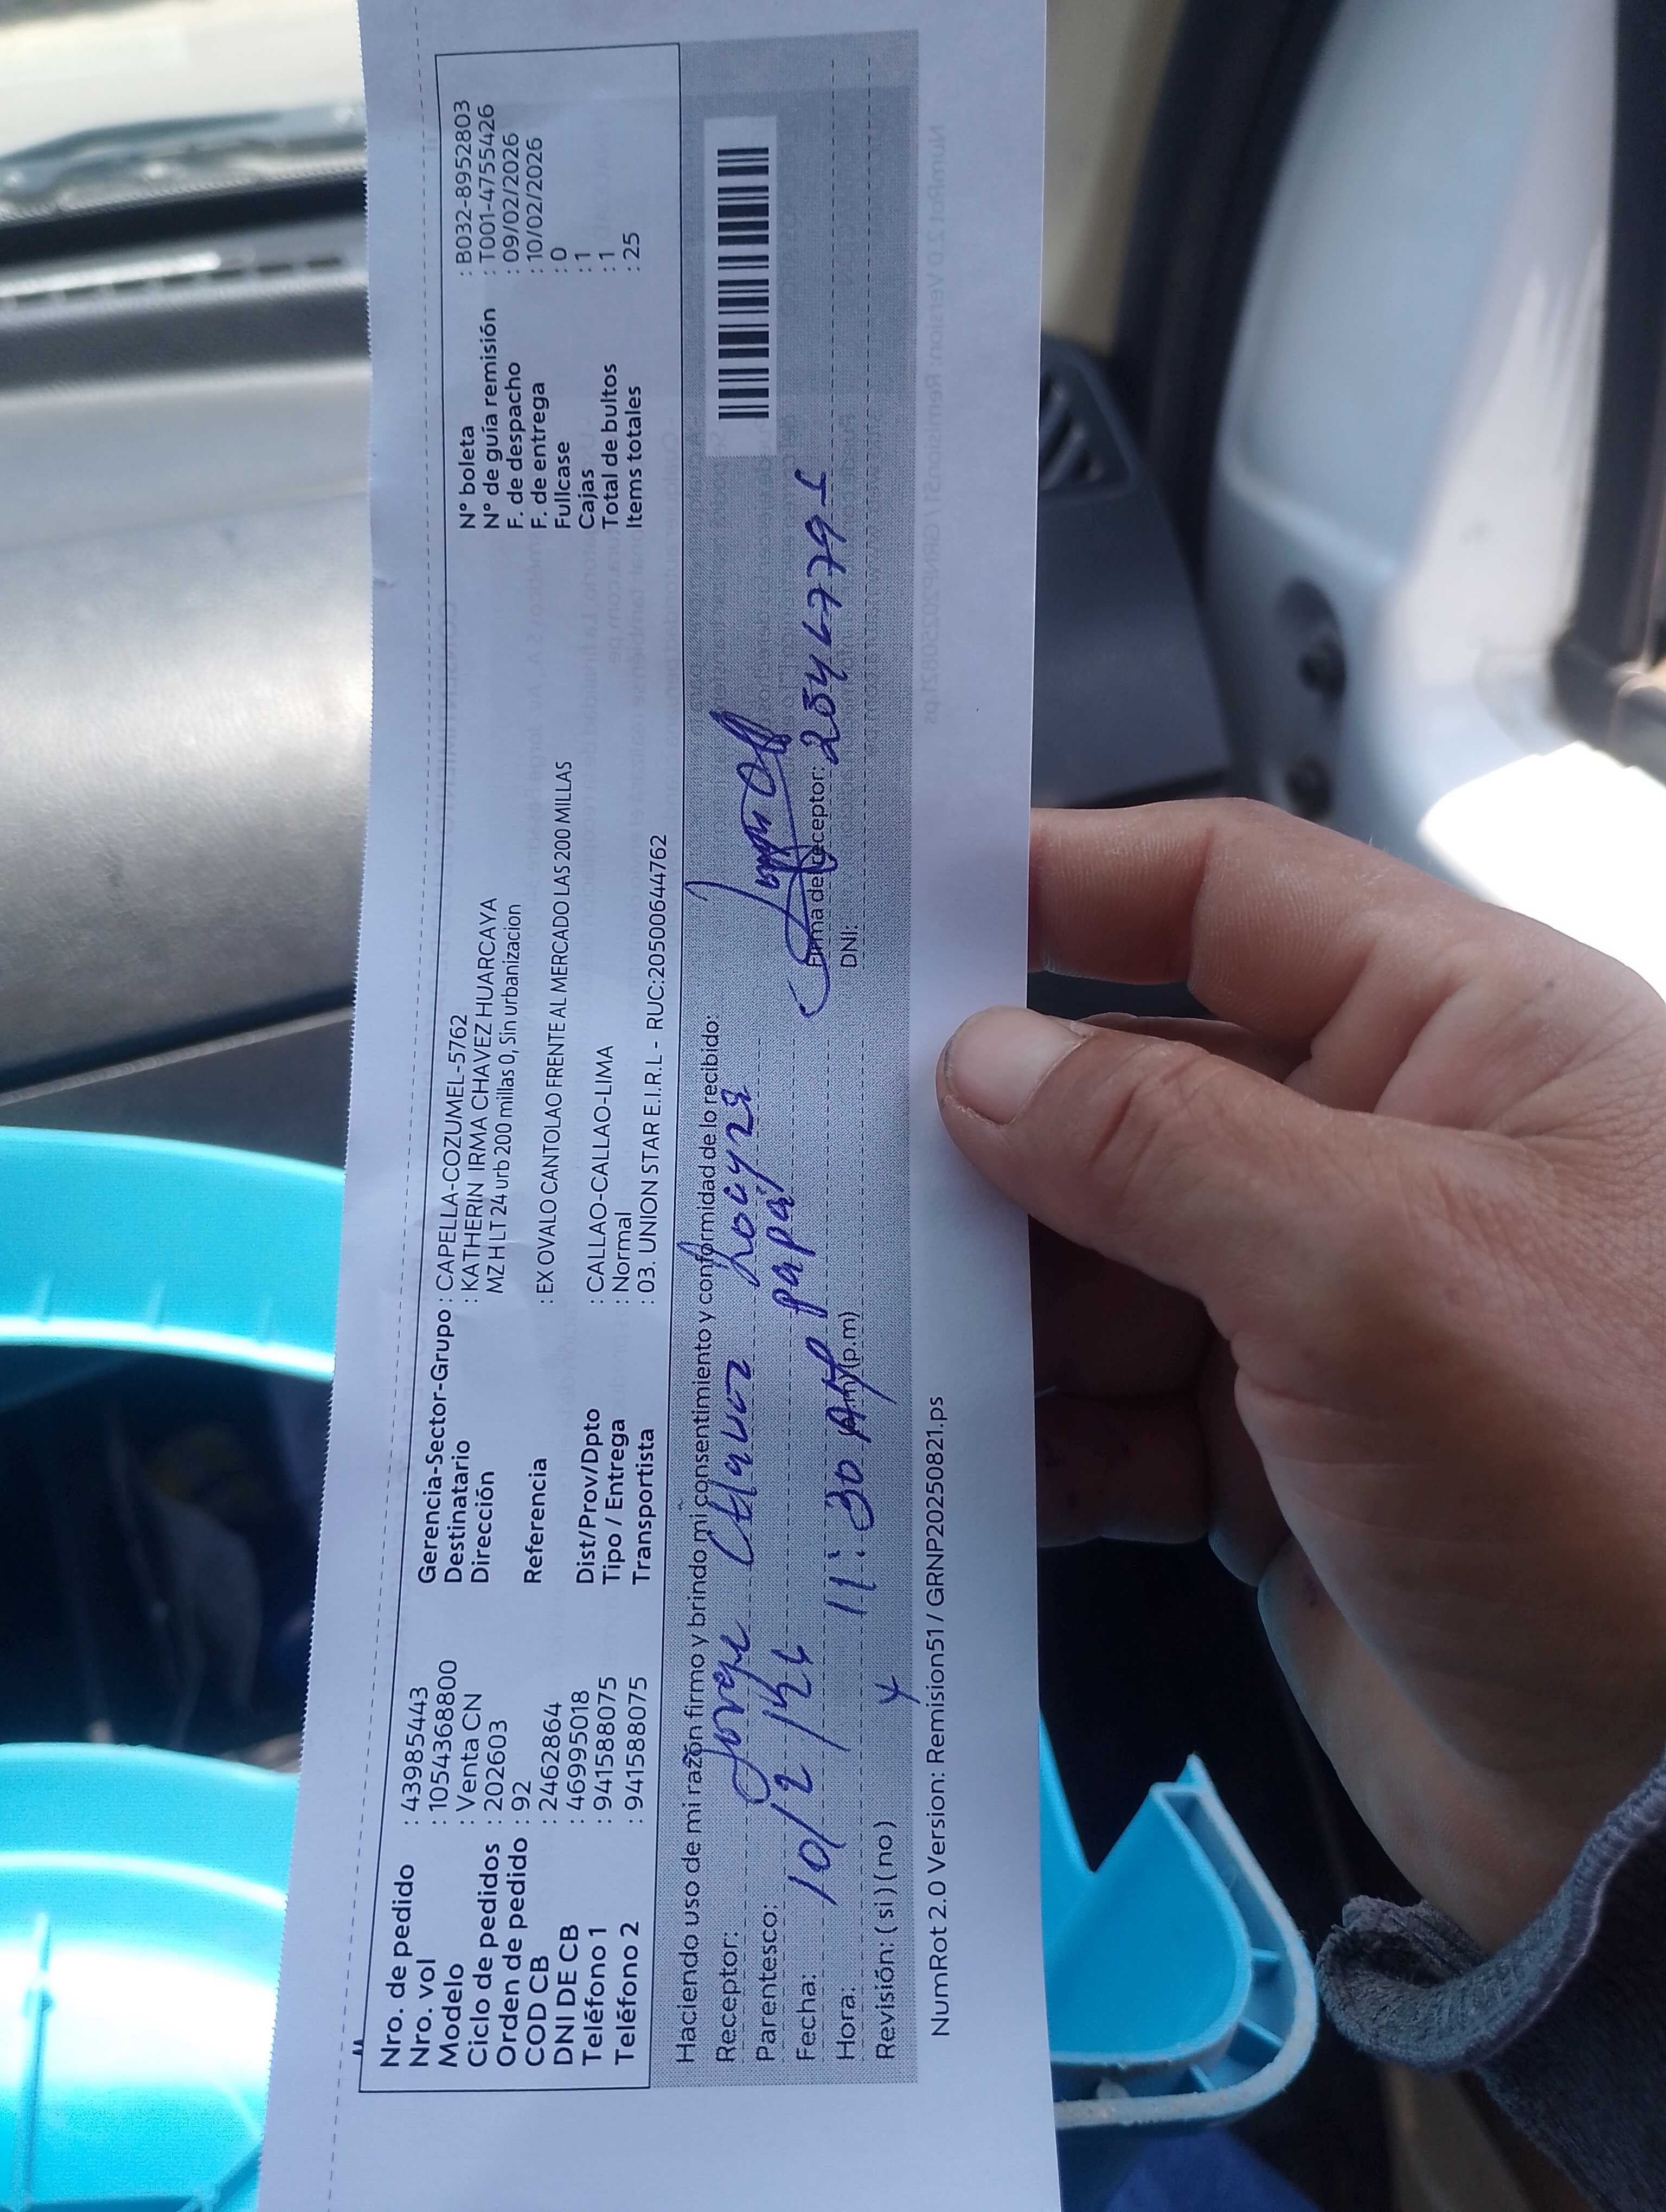 Nro. de pedido : 43985443
Nro. vol : 1054368800
Modelo : Venta CN
Ciclo de pedidos : 202603
Orden de pedido : 92
COD CB : 2462864
DNI DE CB : 46995018
Teléfono 1 : 941588075
Teléfono 2 : 941588075
Gerencia-Sector-Grupo : CAPELLA-COZUMEL-5762
Destinatario : KATHERIN IRMA CHAVEZ HUARCAYA
Dirección MZ H LT 24 urb 200 millas 0, Sin urbanizacion
Referencia : EX OVALO CANTOLAO FRENTE AL MERCADO LAS 200 MILLAS
Dist/Prov/Dpto : CALLAO-CALLAO-LIMA
Tipo / Entrega : Normal
Transportista : 03. UNION STAR E.I.R.L - RUC:20500644762
N° boleta : B032-8952803
N° de guía remisión : T001-4755426
F. de despacho : 09/02/2026
F. de entrega : 10/02/2026
Fullcase : 0
Cajas : 1
Total de bultos : 1
Items totales : 25
Haciendo uso de mi razón firmo y brindo mi consentimiento y conformidad de lo recibido:
Receptor: Jorge Chavez
Parentesco: papá
Fecha: 10/2
Hora: 11:30 (p.m)
Revisión: ( si ) ( no )
Firma del receptor:
DNI:
NumRot 2.0 Version: Remision51 / GRNP20250821.ps